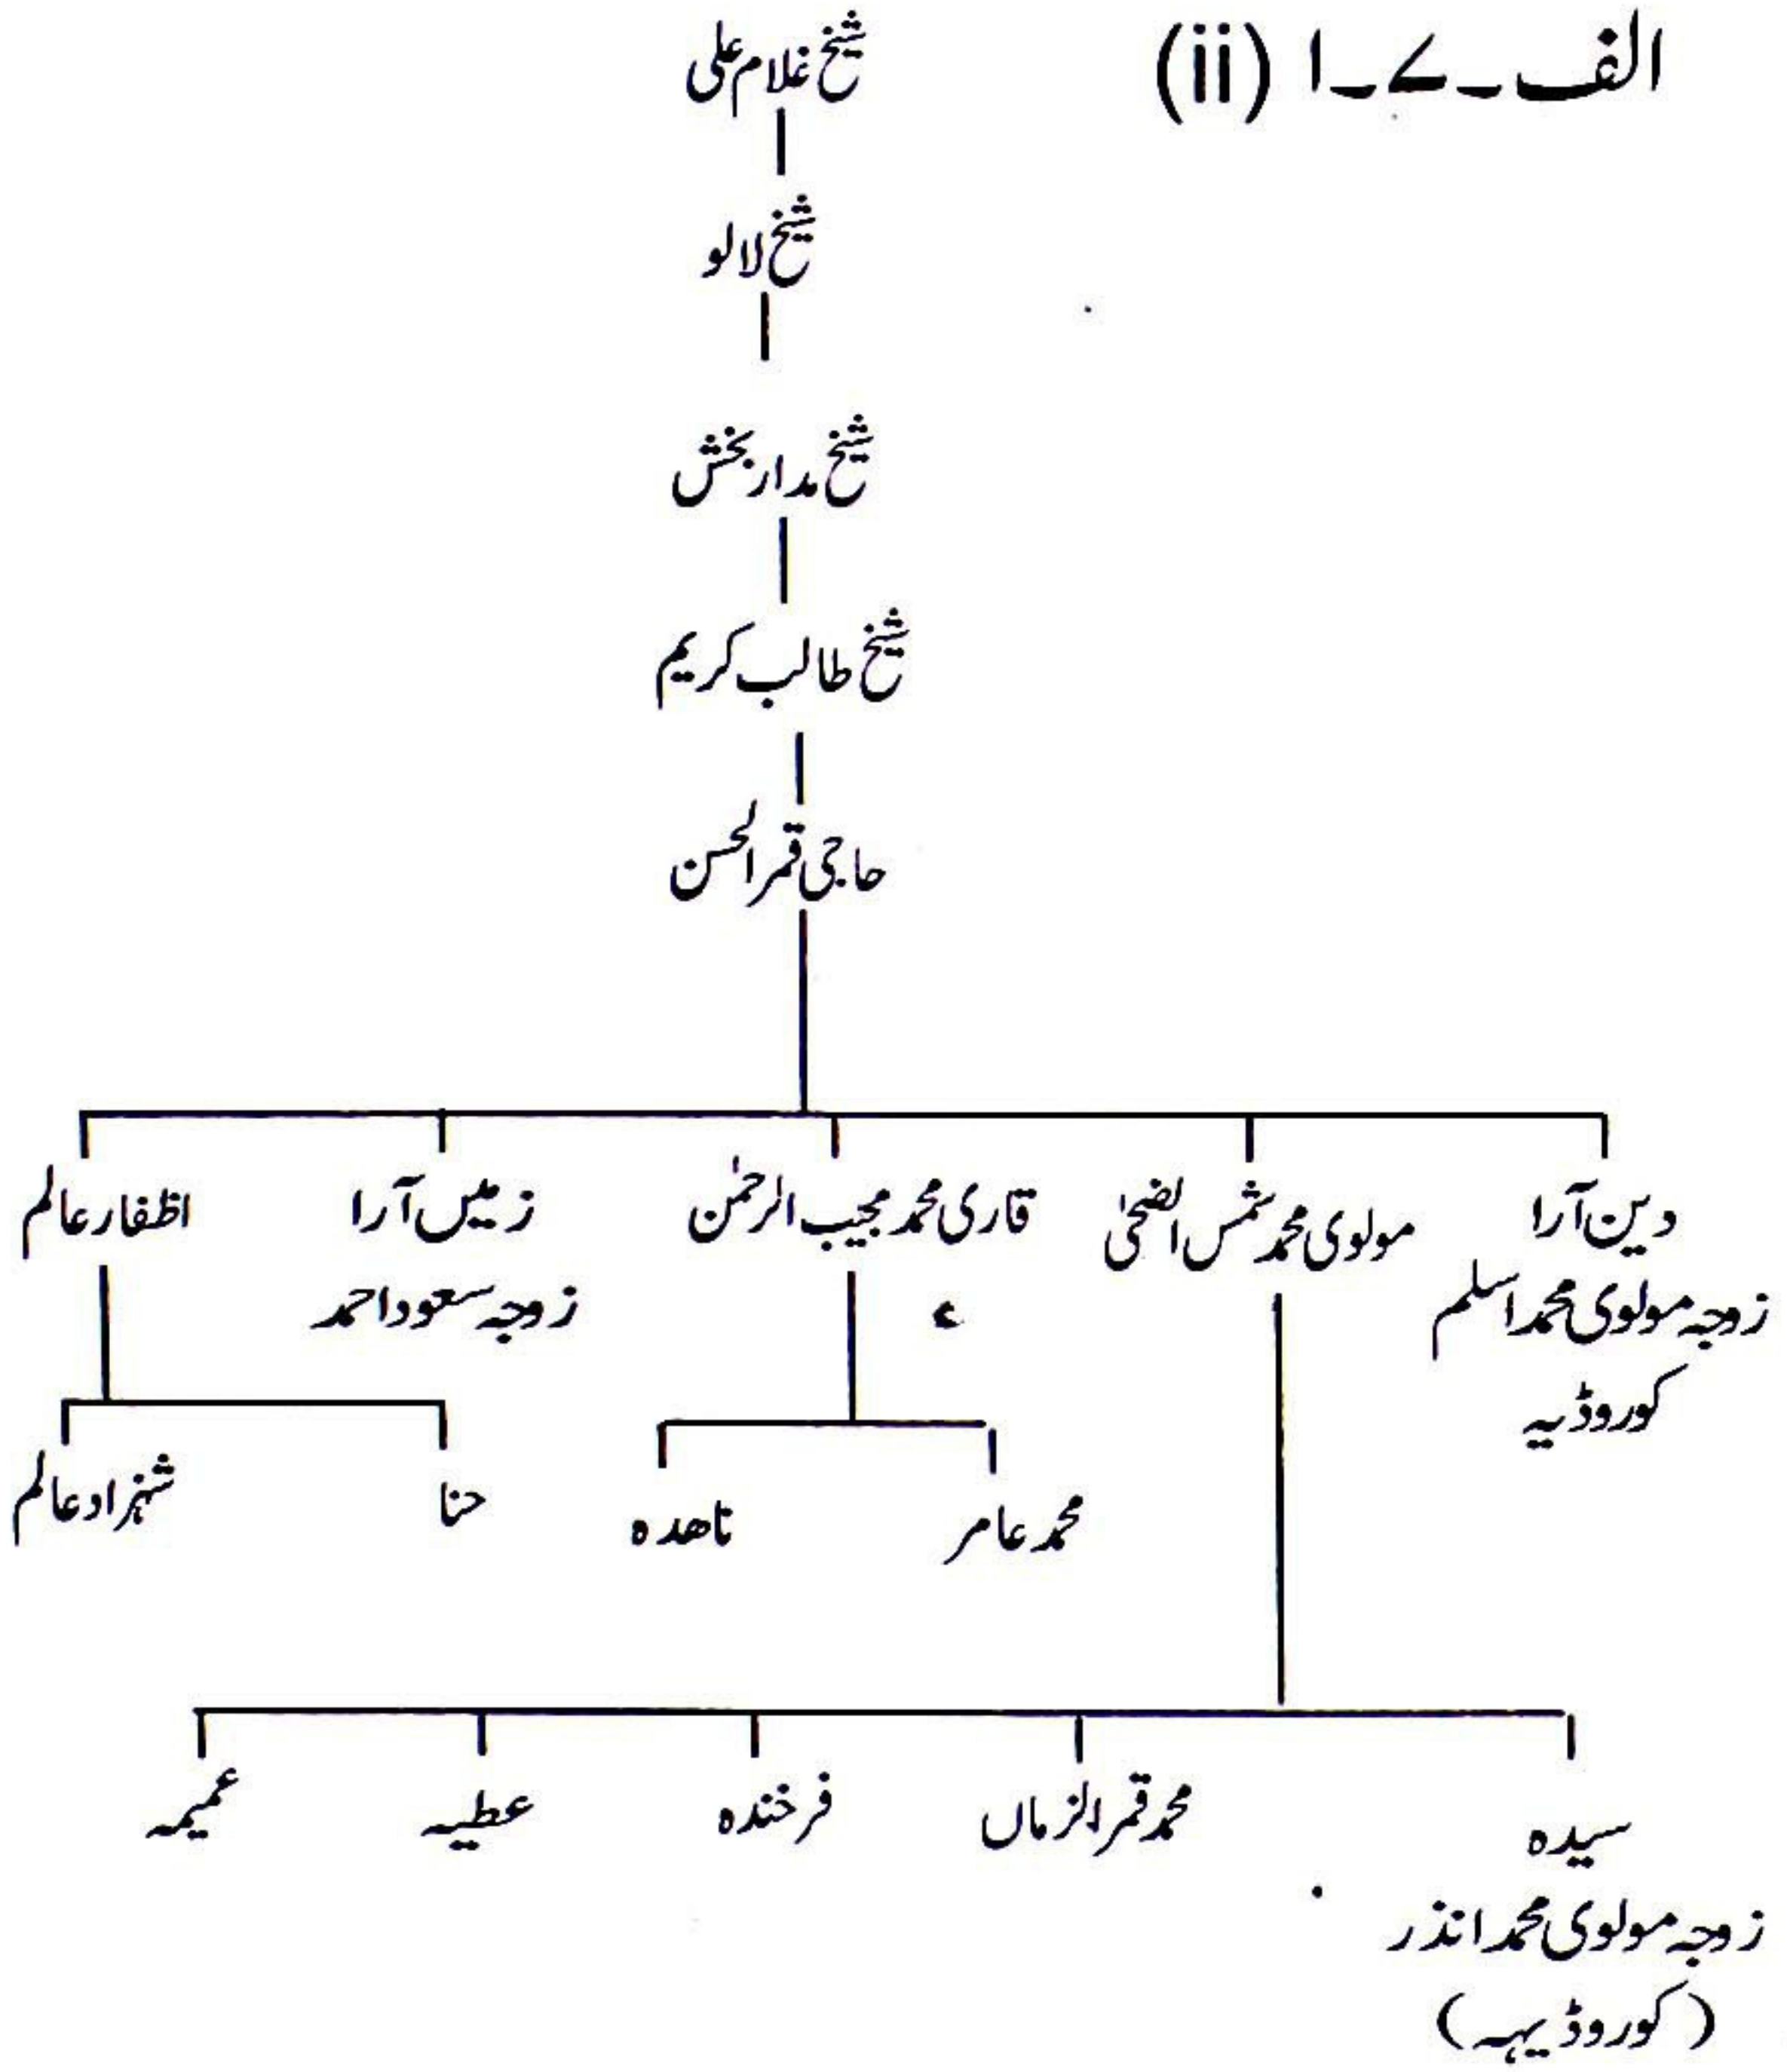 الف۔۷۔۱ (ii)
شیخ غلام علی
شیخ لالو
شیخ مدار بخش
شیخ طالب کریم
حاجی قمر الحسن
دین آرا
زوجہ مولوی محمد اسلم
کوروڈیہ
مولوی محمد شمس الضحیٰ
قاری محمد مجیب الرحمٰن
زمیں آرا
زوجہ سعود احمد
اظفار عالم
محمد عامر
ناھدہ
حنا
شہزاد عالم
سیدہ
زوجہ مولوی محمد انذر
(کوروڈیہہ)
محمد قمر الزماں
فرخندہ
عطیہ
عمیمہ